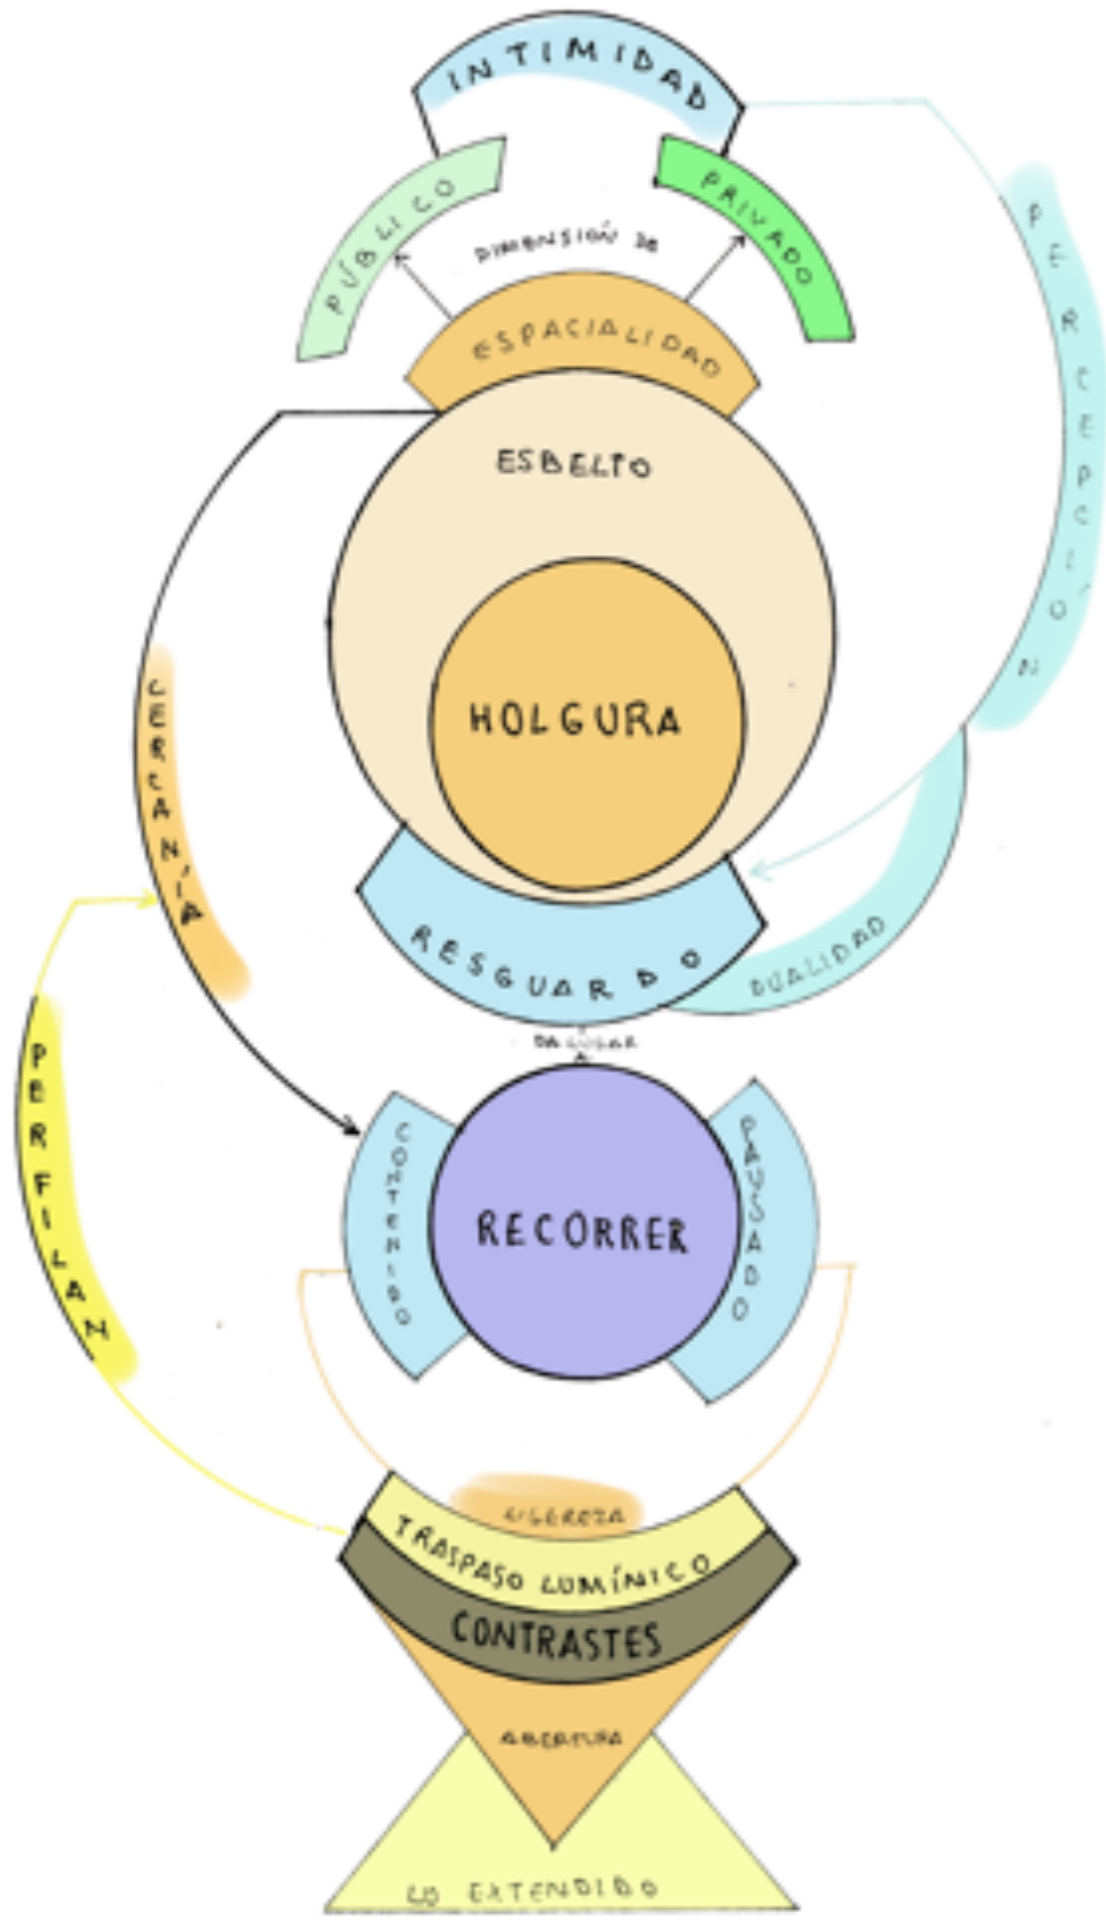 INTIMIDAD
PÚBLICO
PRIVADO
DIMENSIÓN DE
ESPACIALIDAD
PERCEPCIÓN
ESBELTO
HOLGURA
CERCANÍA
RESGUARDO
DUALIDAD
DA LUGAR
A
PERFILAN
CONTENIDO
RECORRER
PAUSADO
LIGEREZA
TRASPASO LUMÍNICO
CONTRASTES
ABERTURA
LO EXTENDIDO